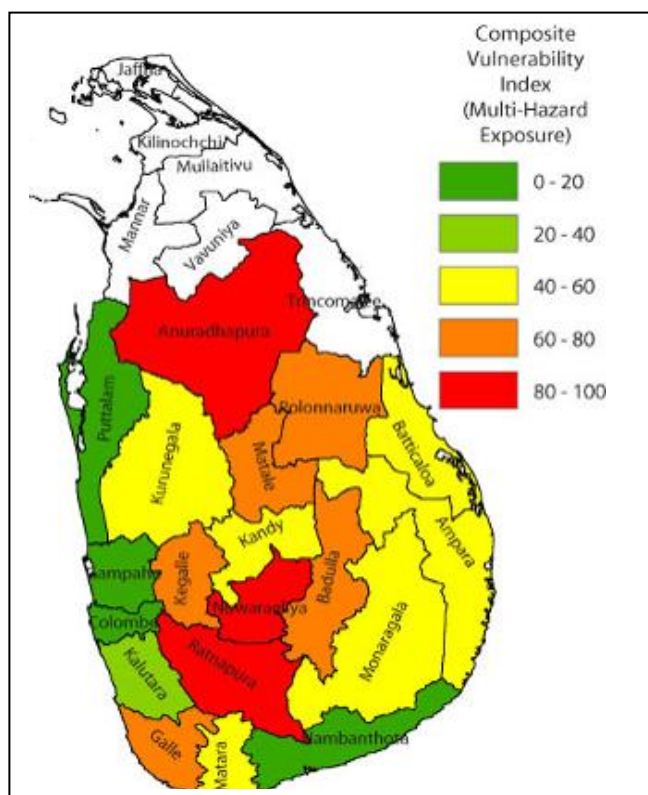 Composite
Vulnerability
Index
(Multi-Hazard
Exposure)
0 - 20
20 - 40
40 - 60
60 - 80
80 - 100
Jaffna
Kilinochchi
Mullaitivu
Mannar
Vavuniya
Trincomalee
Anuradhapura
Puttalam
Polonnaruwa
Batticaloa
Kurunegala
Matale
Ampara
Kandy
Kegalle
Gampaha
Badulla
Nuwaraeliya
Colombo
Monaragala
Ratnapura
Kalutara
Hambanthota
Galle
Matara